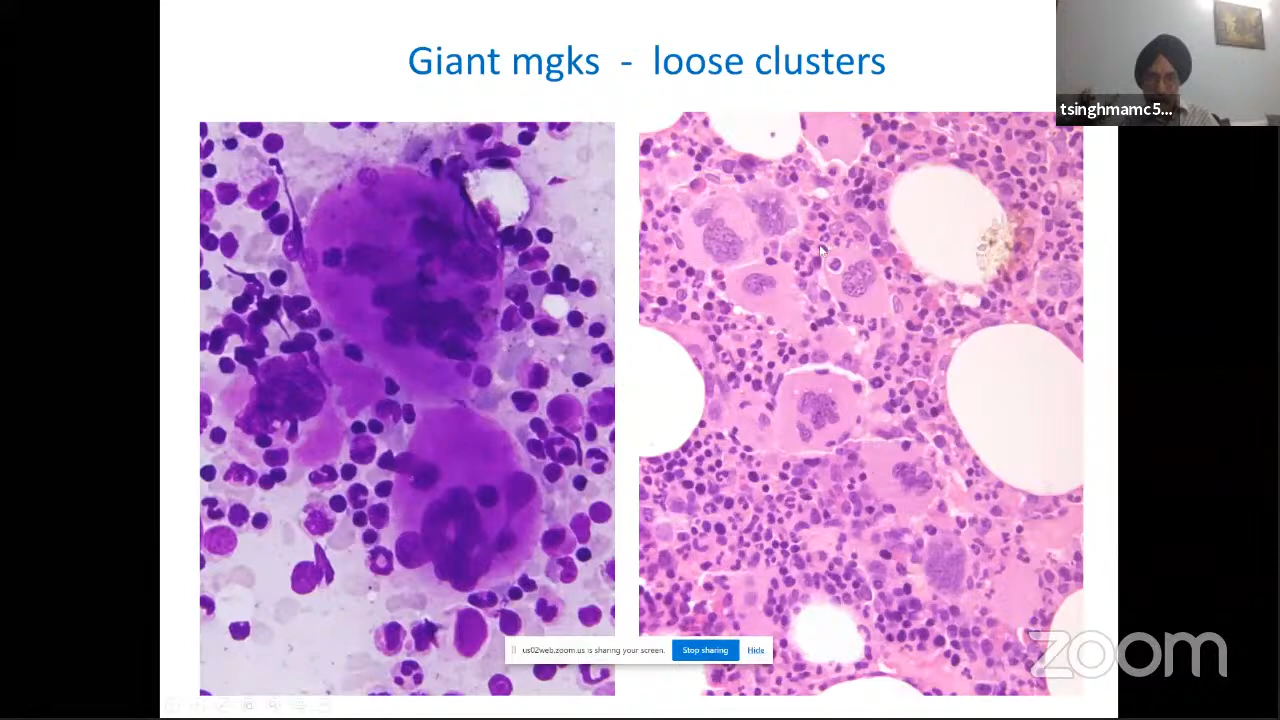 Giant mgks - loose clusters
tsinghmamc5...
us02web.zoom.us is sharing your screen.
Stop sharing
Hide
zoom